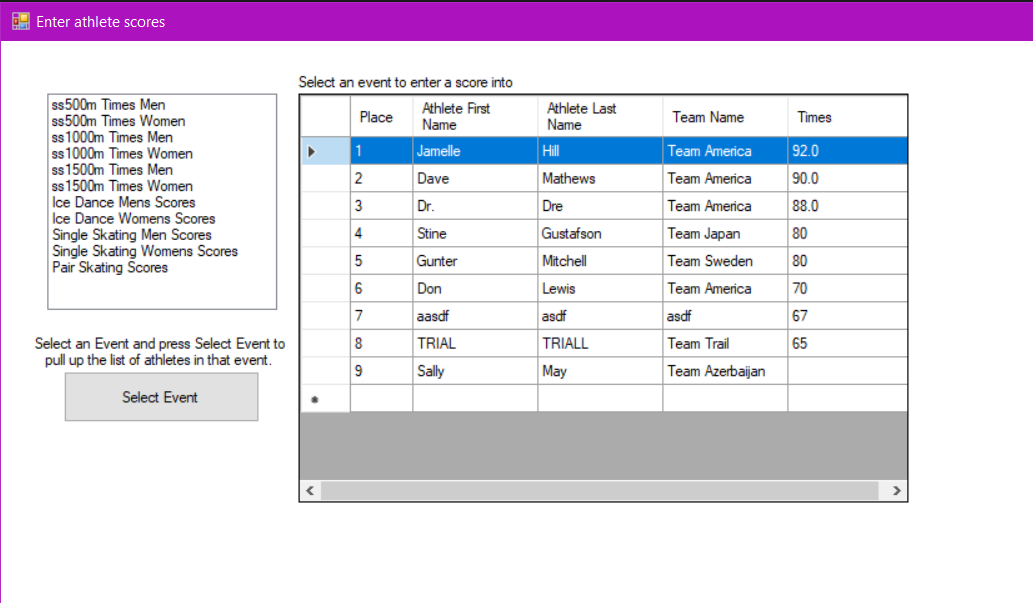 Enter athlete scores
Select an event to enter a score into
ss500m Times Men
ss500m Times Women
ss1000m Times Men
ss1000m Times Women
ss1500m Times Men
ss1500m Times Women
Ice Dance Mens Scores
Ice Dance Womens Scores
Single Skating Men Scores
Single Skating Womens Scores
Pair Skating Scores
Select an Event and press Select Event to
pull up the list of athletes in that event.
Select Event
Place Athlete First Name Athlete Last Name Team Name Times
1 Jamelle Hill Team America 92.0
2 Dave Mathews Team America 90.0
3 Dr. Dre Team America 88.0
4 Stine Gustafson Team Japan 80
5 Gunter Mitchell Team Sweden 80
6 Don Lewis Team America 70
7 aasdf asdf asdf 67
8 TRIAL TRIALL Team Trail 65
9 Sally May Team Azerbaijan